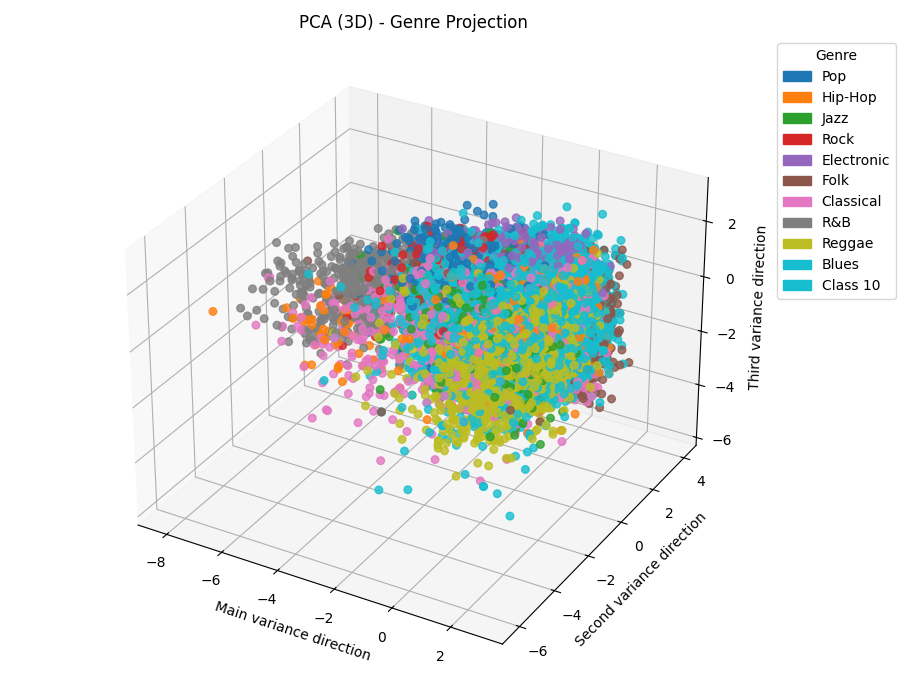 PCA (3D) - Genre Projection
Genre
Pop
Hip-Hop
Jazz
Rock
Electronic
Folk
Classical
R&B
Reggae
Blues
Class 10
2
0
−2
−4
−6
Third variance direction
4
2
0
−2
−4
−6
Second variance direction
−8
−6
−4
−2
0
2
Main variance direction